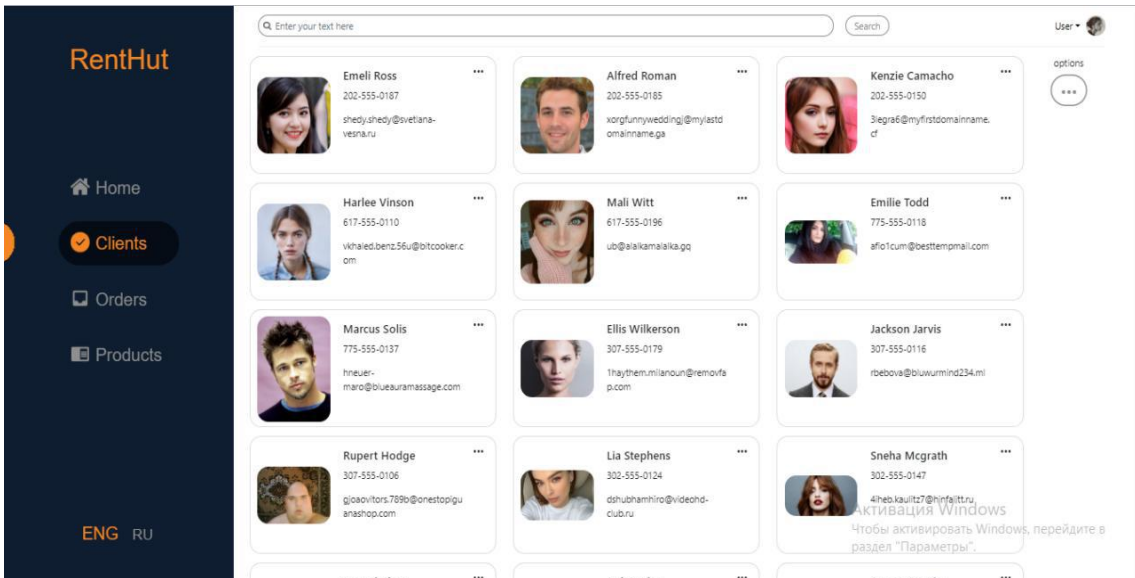 RentHut
Home
Clients
Orders
Products
ENG RU
Enter your text here
Search
User
options
Emeli Ross
202-555-0187
shedy.shedy@svetlana-
vesna.ru
Alfred Roman
202-555-0185
xorgfunnyweddingj@mylastd
omainname.ga
Kenzie Camacho
202-555-0150
3legra6@myfirstdomainname.
cf
Harlee Vinson
617-555-0110
vkhaled.benz.56u@bitcooker.c
om
Mali Witt
617-555-0196
ub@alaikamalaika.gq
Emilie Todd
775-555-0118
afio1cum@besttempmail.com
Marcus Solis
775-555-0137
hneuer-
maro@blueauramassage.com
Ellis Wilkerson
307-555-0179
1haythem.milanoun@removfa
p.com
Jackson Jarvis
307-555-0116
rbebova@bluwurmind234.ml
Rupert Hodge
307-555-0106
gjoaovitors.789b@onestopigu
anashop.com
Lia Stephens
302-555-0124
dshubhamhiro@videohd-
club.ru
Sneha Mcgrath
302-555-0147
4iheb.kaulitz7@hinfalitt.ru
Активация Windows
Чтобы активировать Windows, перейдите в
раздел "Параметры".